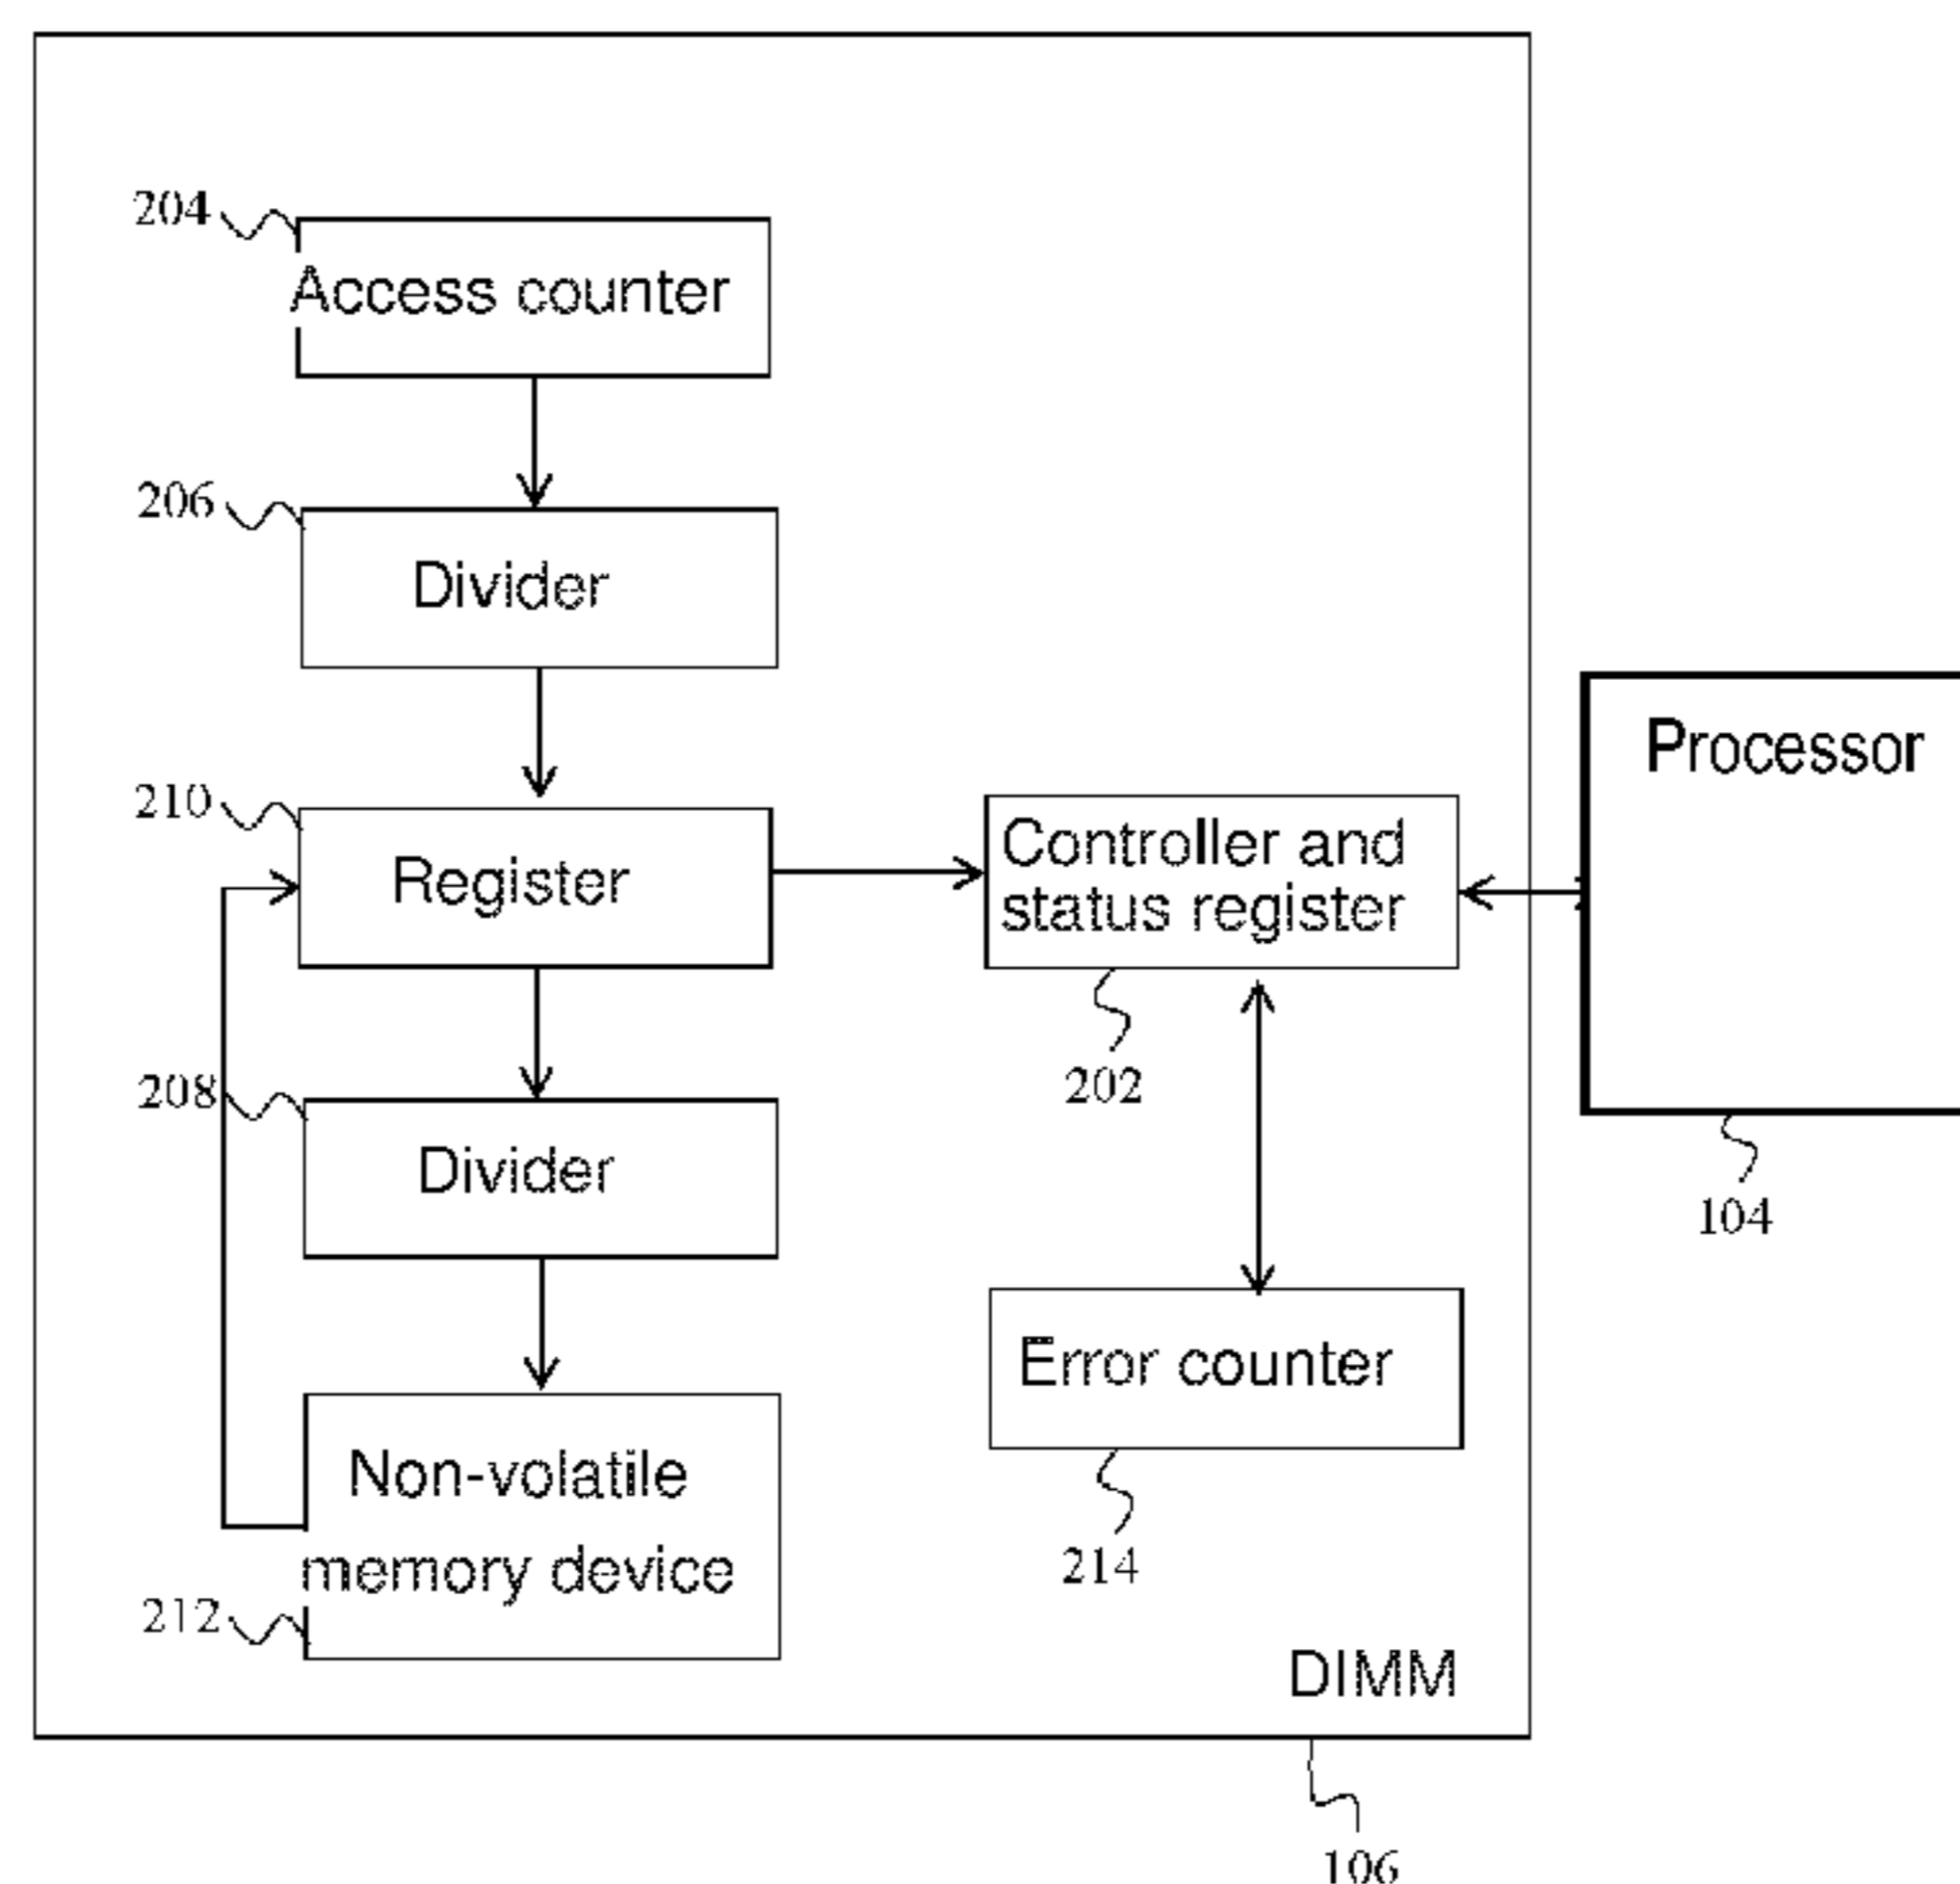 204
Access counter
206
Divider
210
Register
Controller and
status register
202
Processor
104
208
Divider
Error counter
214
Non-volatile
memory device
212
DIMM
106